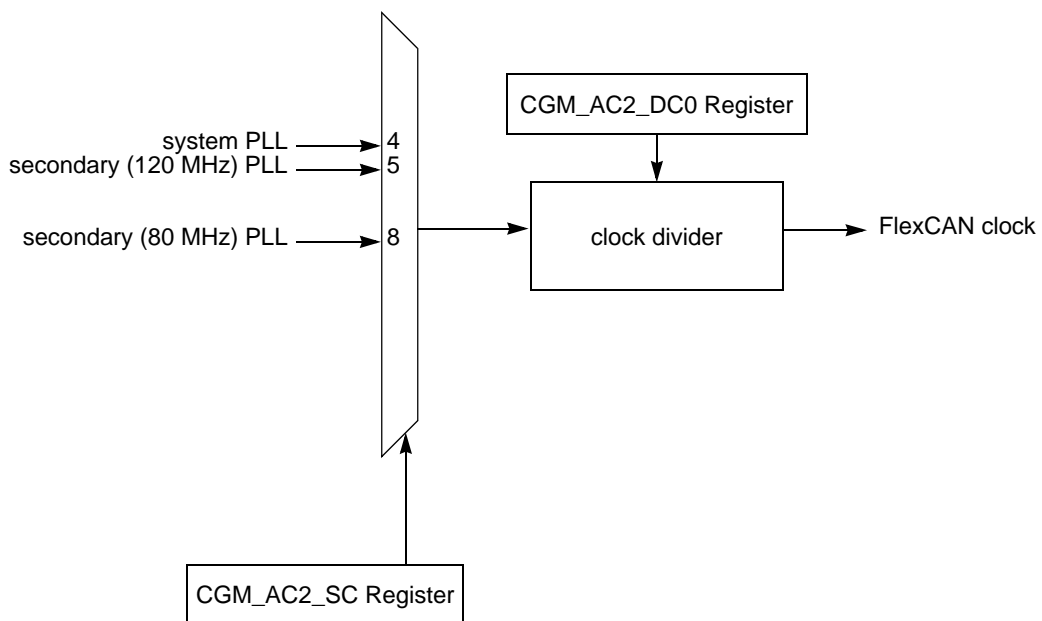 CGM_AC2_DC0 Register
system PLL
4
secondary (120 MHz) PLL
5
secondary (80 MHz) PLL
8
clock divider
FlexCAN clock
CGM_AC2_SC Register